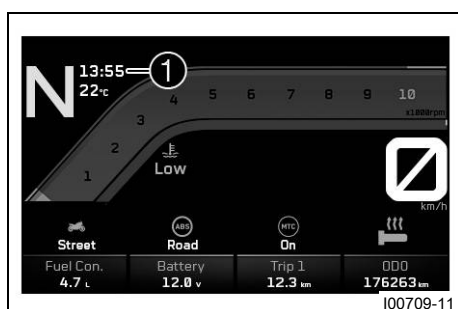 N
13:55
22°C
1
1 2 3 4 5 6 7 8 9 10
x1000rpm
Low
0
km/h
ABS
MTC
Street Road On
Fuel Con. Battery Trip 1 ODO
4.7 L 12.0 v 12.3 km 176263 km
I00709-11